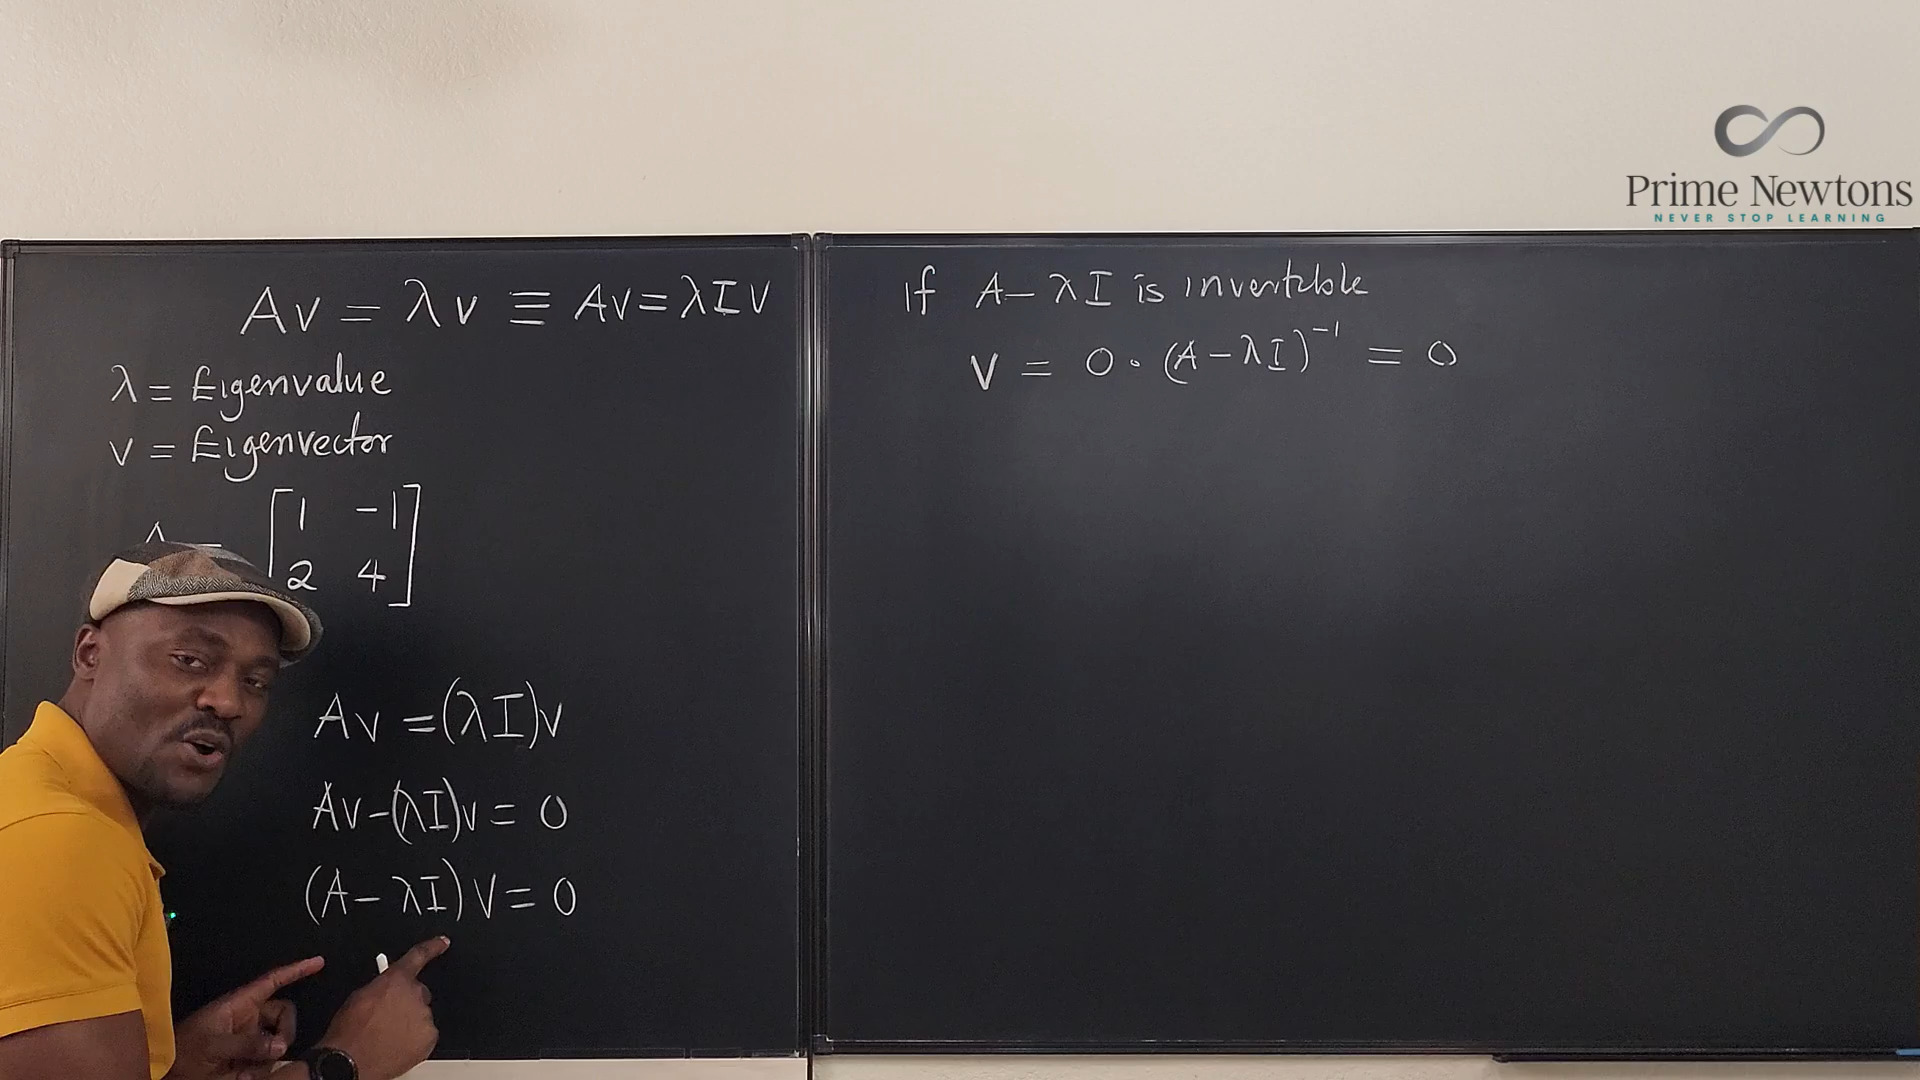 Prime Newtons
NEVER STOP LEARNING
Av = λv ≡ Av = λIv
λ = Eigenvalue
v = Eigenvector
A = [1 -1
2 4]
Av = (λI)v
Av - (λI)v = 0
(A - λI)v = 0
If A - λI is invertible
v = 0 · (A - λI)⁻¹ = 0